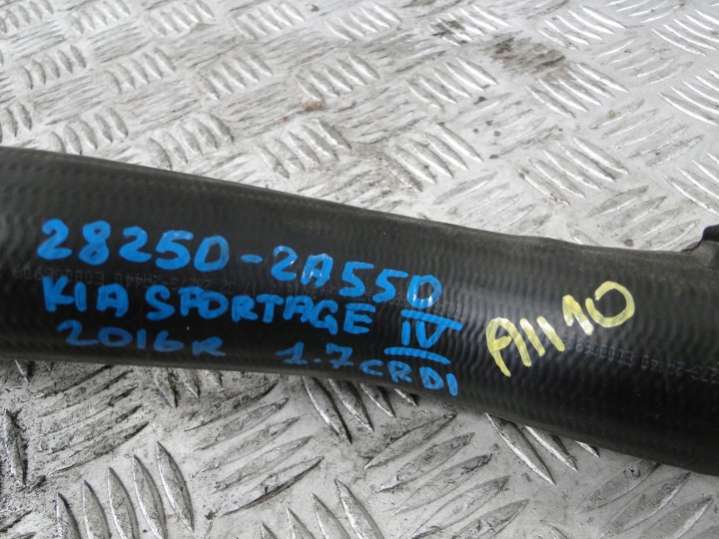 28250-2A550
KIA SPORTAGE IV
2016R 1.7CRDI
A1110